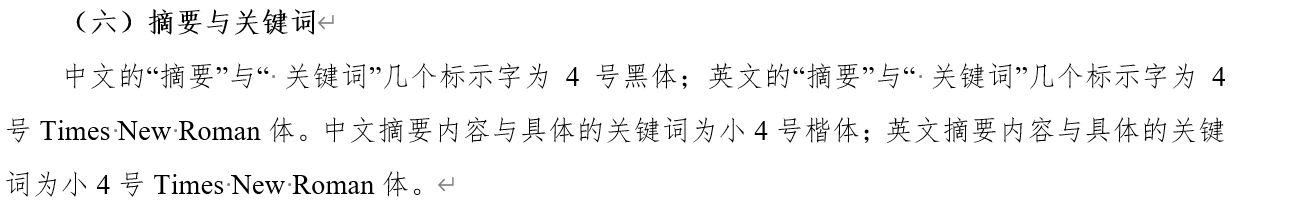 （六）摘要与关键词
中文的“摘要”与“ 关键词”几个标示字为 4 号黑体；英文的“摘要”与“ 关键词”几个标示字为 4
号 Times New Roman 体。中文摘要内容与具体的关键词为小 4 号楷体；英文摘要内容与具体的关键
词为小 4 号 Times New Roman 体。